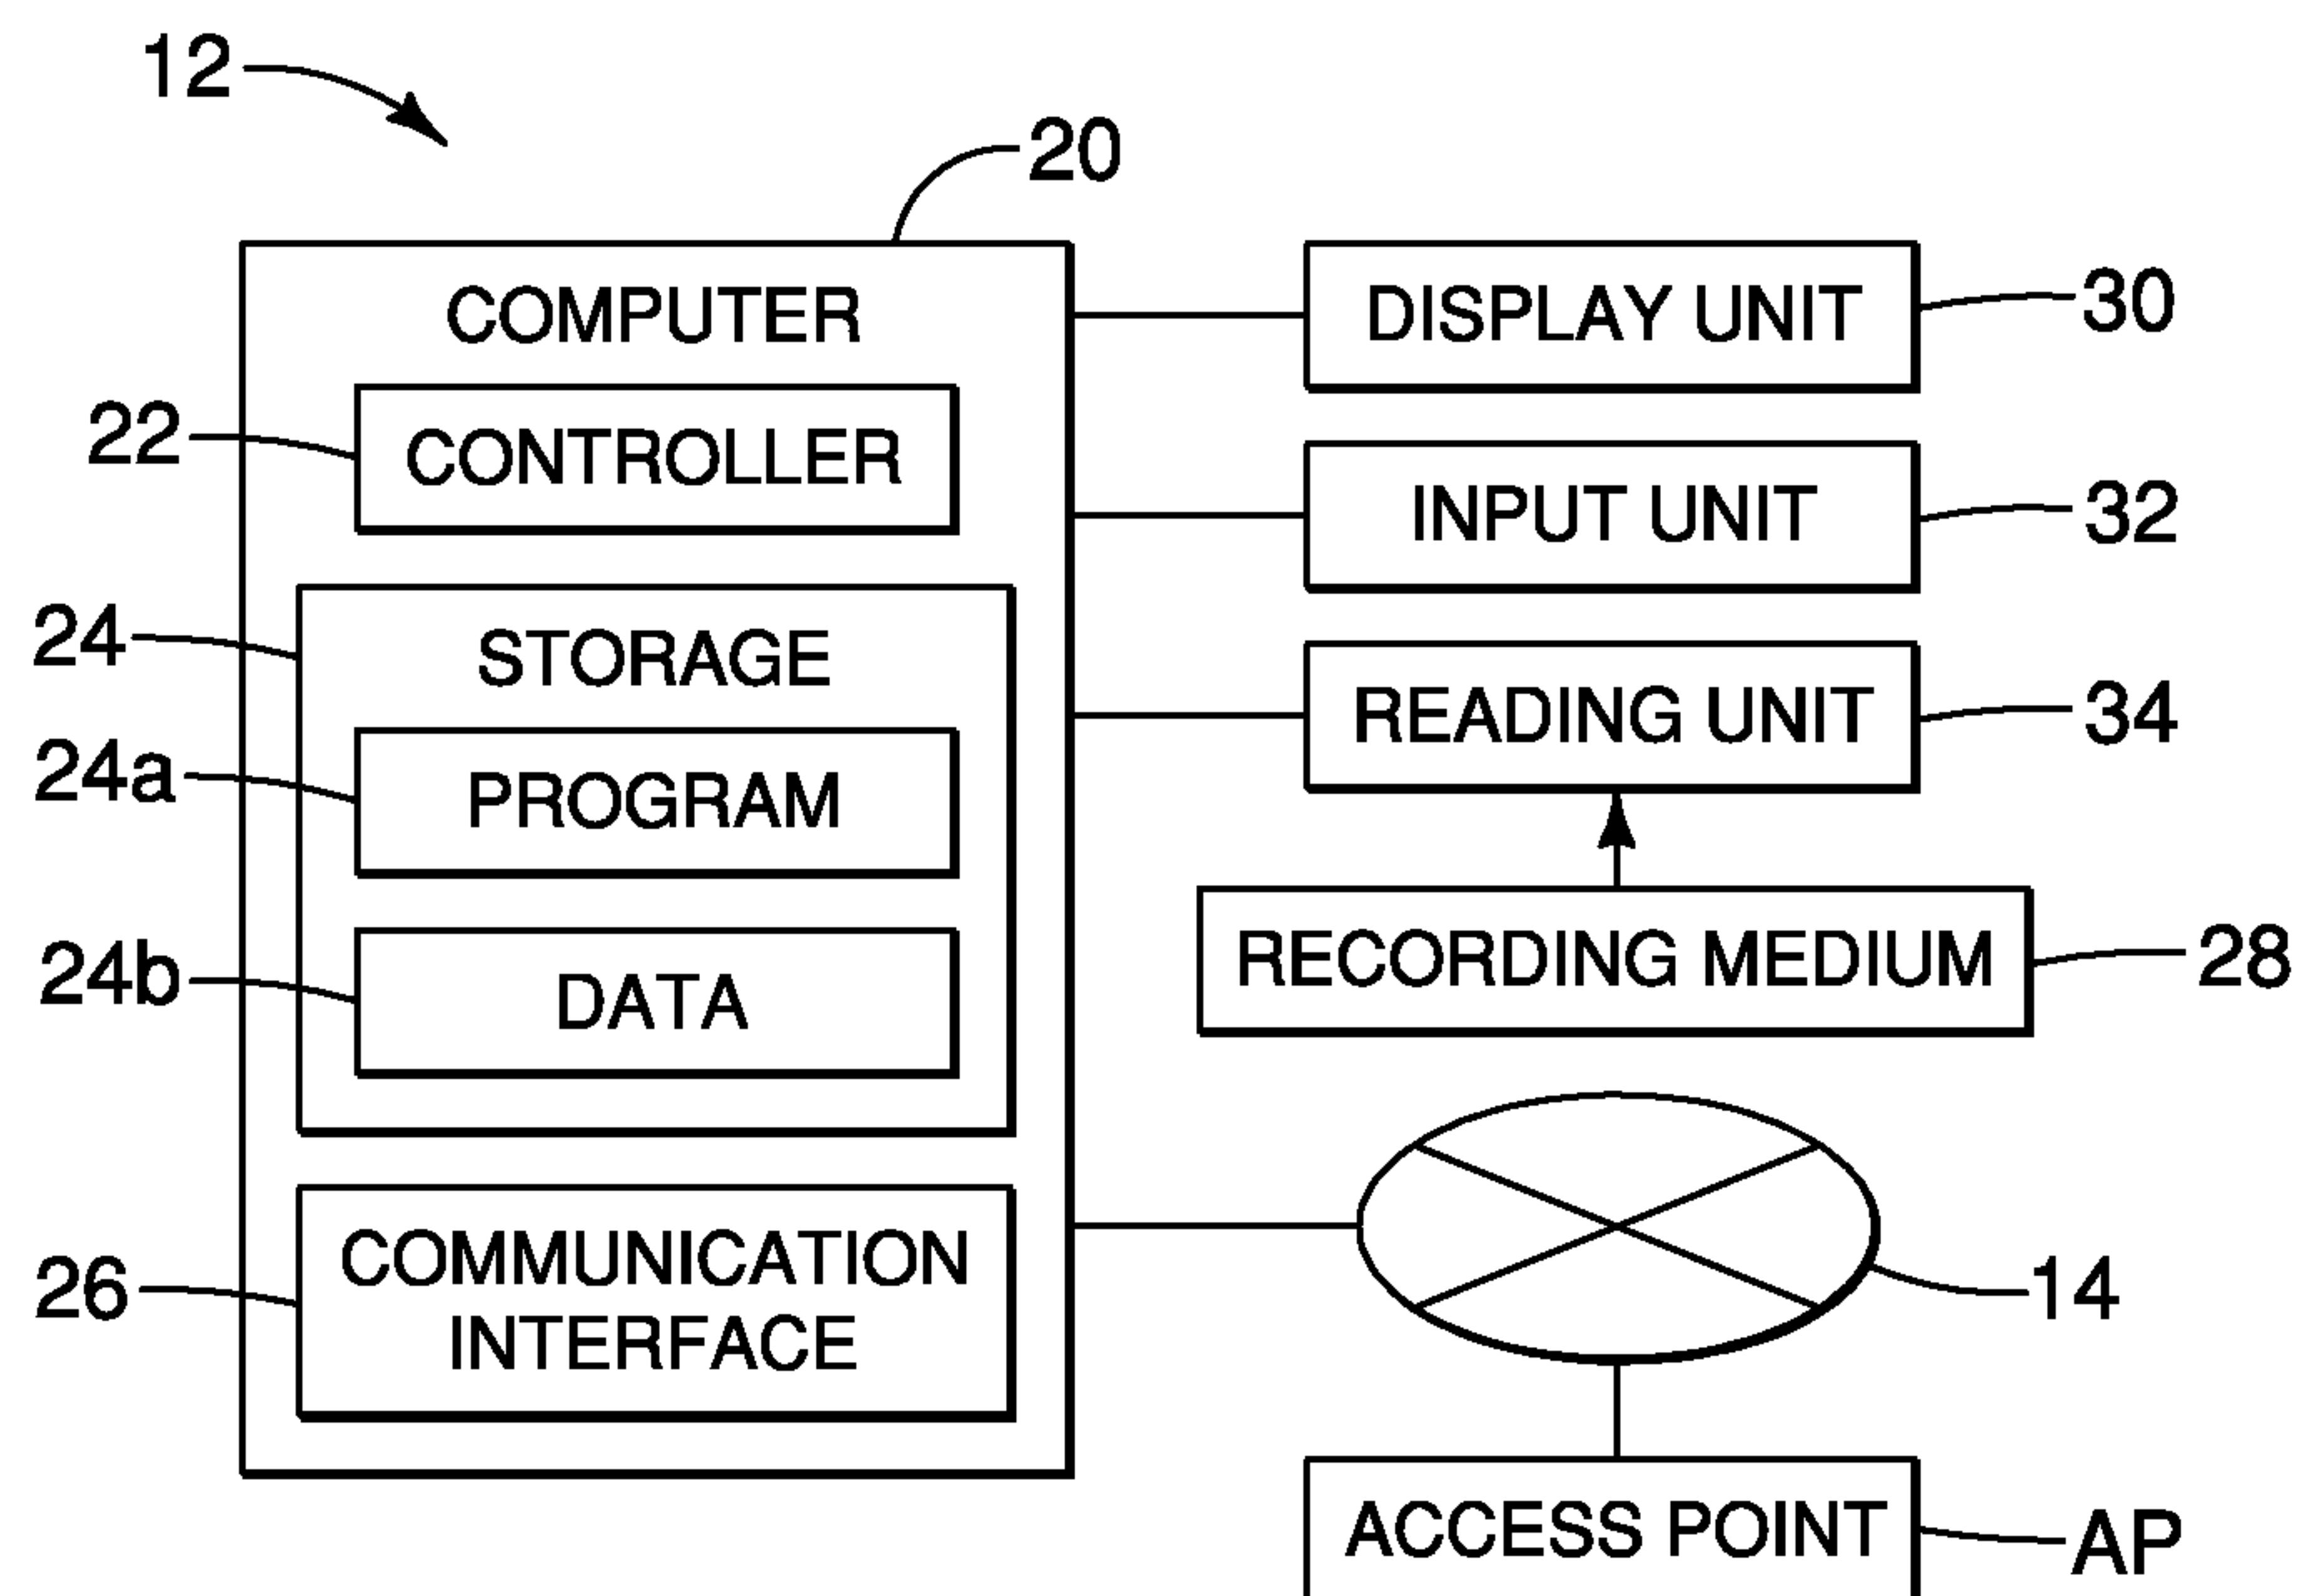 12
20
COMPUTER
DISPLAY UNIT
30
22
CONTROLLER
INPUT UNIT
32
24
STORAGE
READING UNIT
34
24a
PROGRAM
RECORDING MEDIUM
28
24b
DATA
26
COMMUNICATION
INTERFACE
14
ACCESS POINT
AP